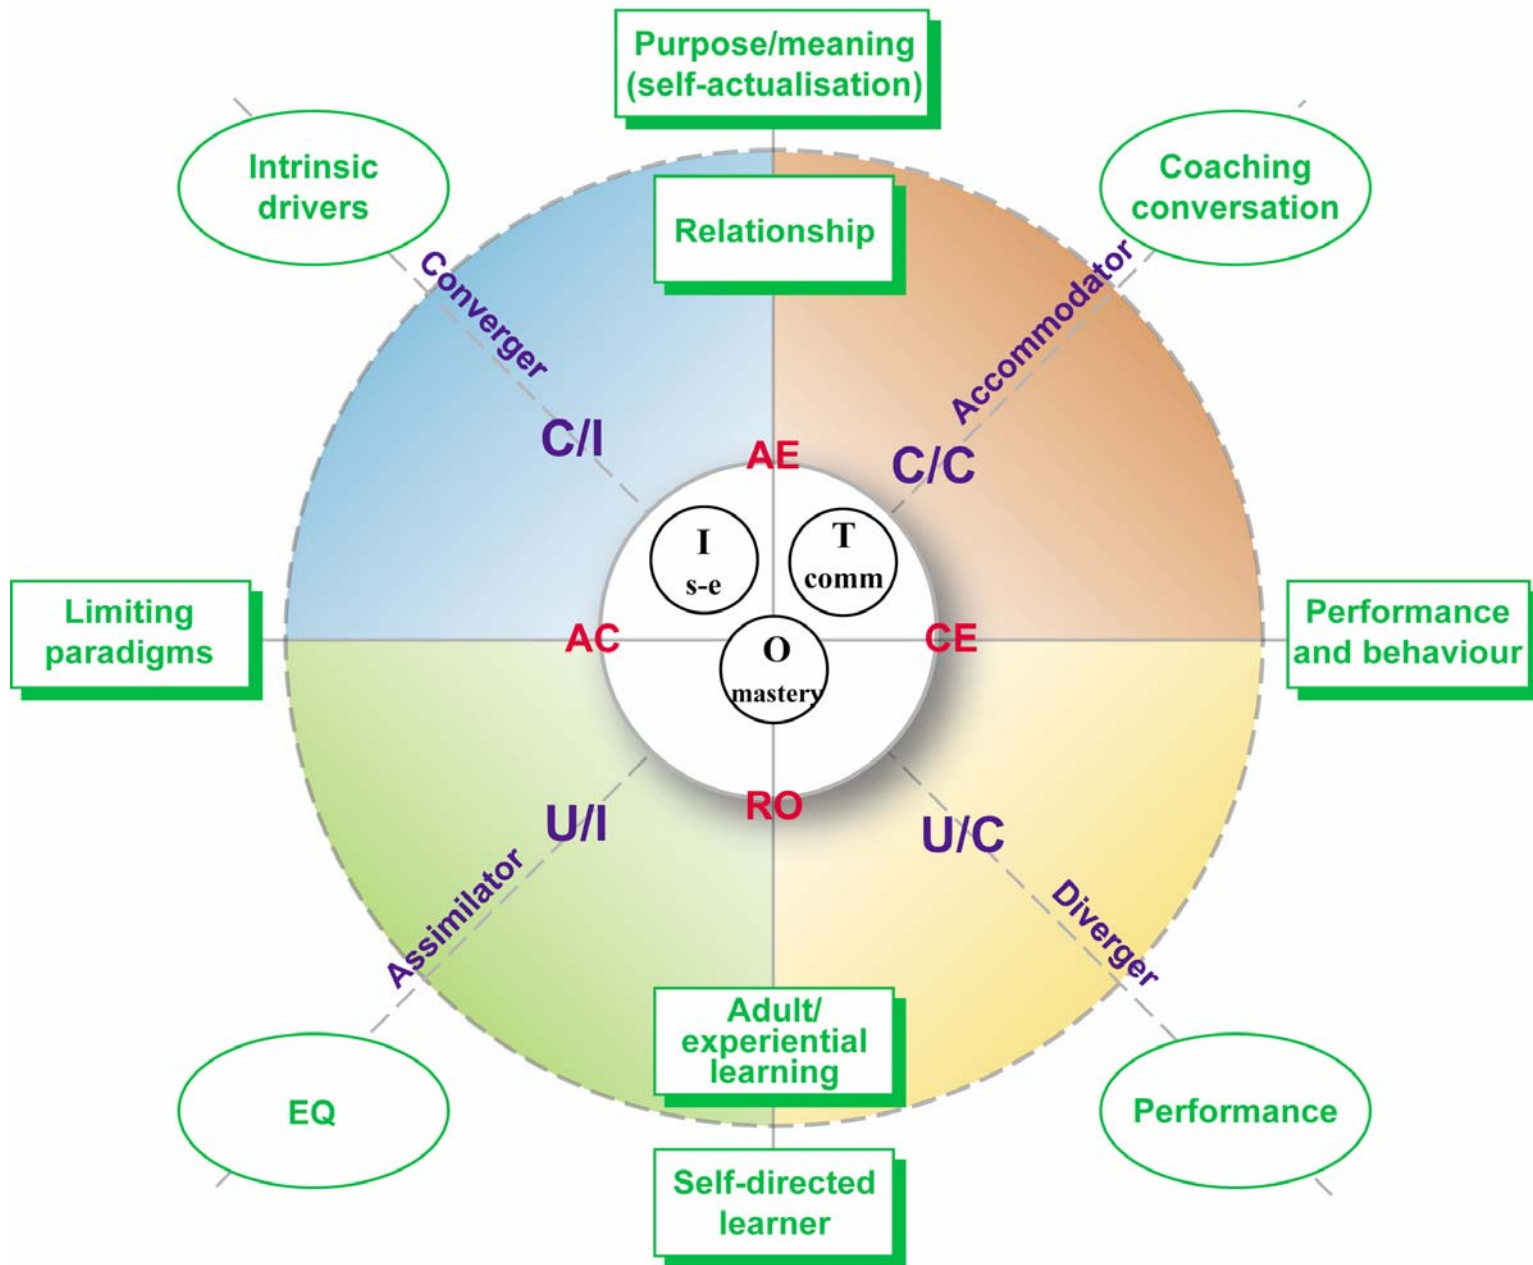 Purpose/meaning
(self-actualisation)
Intrinsic
drivers
Coaching
conversation
Relationship
Converger
Accommodator
C/I
C/C
AE
I
s-e
T
comm
Limiting
paradigms
AC
CE
Performance
and behaviour
O
mastery
RO
U/I
U/C
Assimilator
Diverger
Adult/
experiential
learning
EQ
Performance
Self-directed
learner